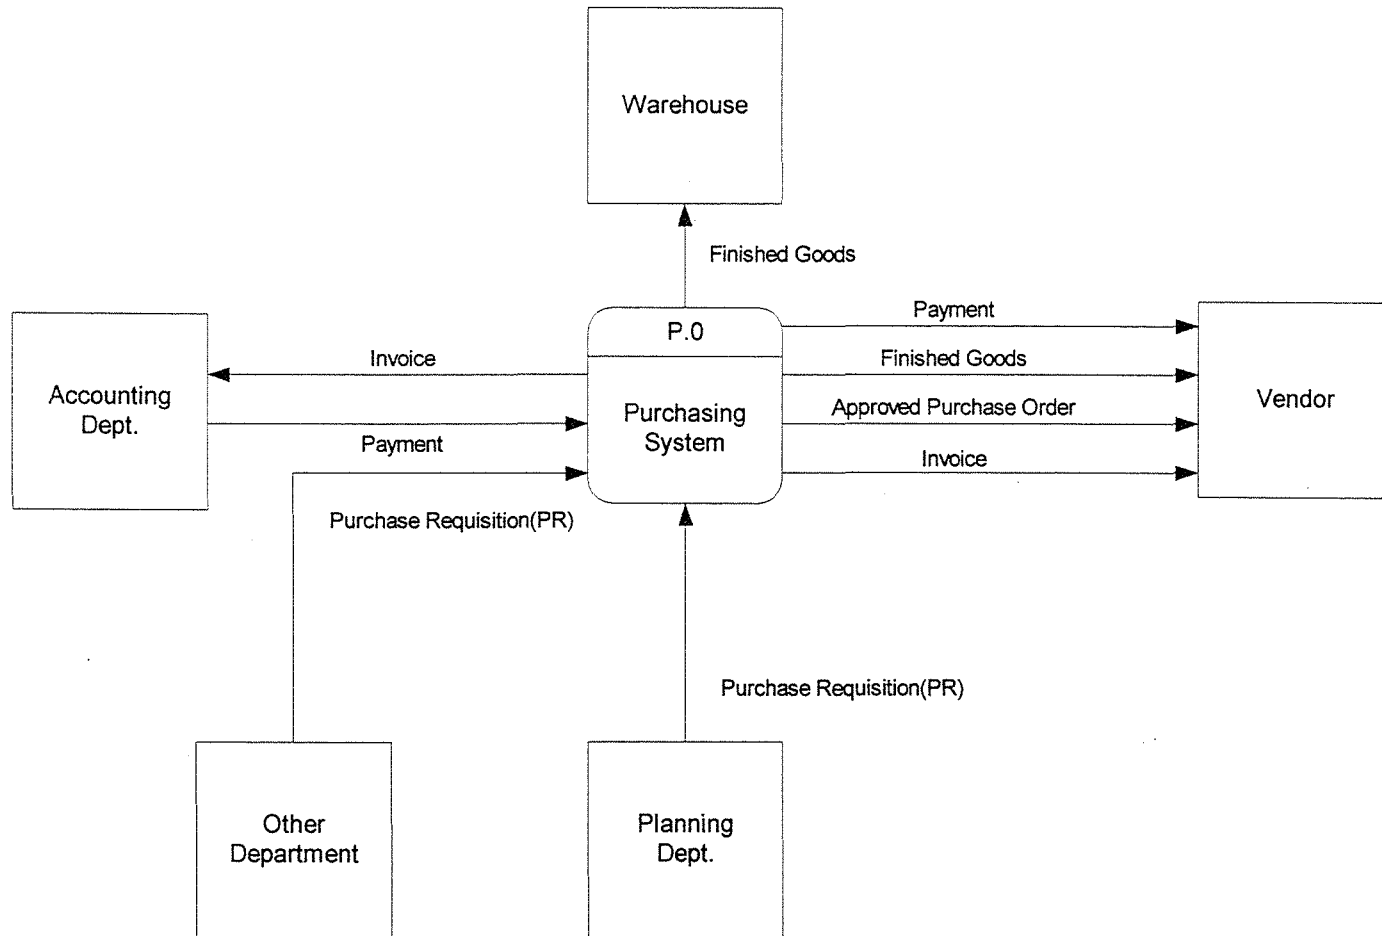 Warehouse
Finished Goods
P.0
Purchasing
System
Invoice
Payment
Accounting
Dept.
Payment
Finished Goods
Approved Purchase Order
Invoice
Vendor
Purchase Requisition(PR)
Purchase Requisition(PR)
Other
Department
Planning
Dept.